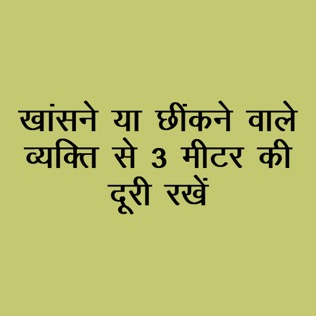 खांसने या छींकने वाले
व्यक्ति से 3 मीटर की
दूरी रखें